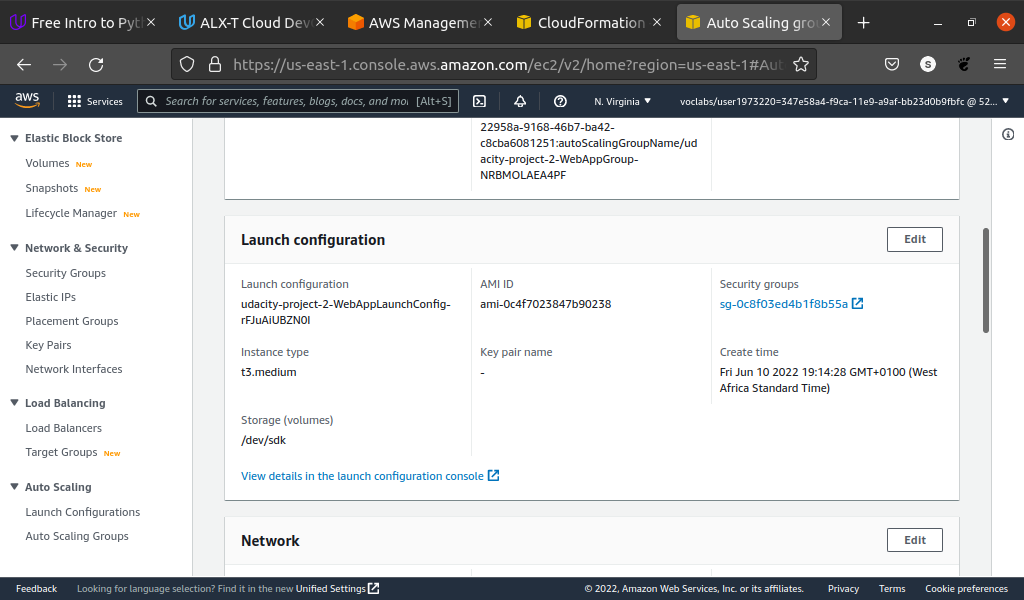 Free Intro to Pyt
ALX-T Cloud Dev
AWS Manageme
CloudFormation
Auto Scaling gro
https://us-east-1.console.aws.amazon.com/ec2/v2/home?region=us-east-1#Aut
S
aws
Services
Search for services, features, blogs, docs, and mo
[Alt+S]
N. Virginia
voclabs/user1973220=347e58a4-f9ca-11e9-a9af-bb23d0b9fbfc @ 52...
Elastic Block Store
Volumes New
Snapshots New
Lifecycle Manager New
Network & Security
Security Groups
Elastic IPs
Placement Groups
Key Pairs
Network Interfaces
Load Balancing
Load Balancers
Target Groups New
Auto Scaling
Launch Configurations
Auto Scaling Groups
22958a-9168-46b7-ba42-
c8cba6081251:autoScalingGroupName/ud
acity-project-2-WebAppGroup-
NRBMOLAEA4PF
Launch configuration
Edit
Launch configuration
udacity-project-2-WebAppLaunchConfig-
rFJuAiUBZN0I
AMI ID
ami-0c4f7023847b90238
Security groups
sg-0c8f03ed4b1f8b55a
Instance type
t3.medium
Key pair name
-
Create time
Fri Jun 10 2022 19:14:28 GMT+0100 (West
Africa Standard Time)
Storage (volumes)
/dev/sdk
View details in the launch configuration console
Network
Edit
Feedback
Looking for language selection? Find it in the new Unified Settings
© 2022, Amazon Web Services, Inc. or its affiliates.
Privacy
Terms
Cookie preferences